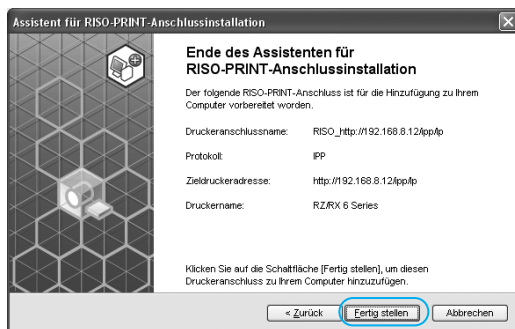 Assistent für RISO-PRINT-Anschlussinstallation
Ende des Assistenten für
RISO-PRINT-Anschlussinstallation
Der folgende RISO-PRINT-Anschluss ist für die Hinzufügung zu Ihrem
Computer vorbereitet worden.
Druckeranschlussname: RISO_http://192.168.8.12/ipp/lp
Protokoll: IPP
Zieldruckeradresse: http://192.168.8.12/ipp/lp
Druckername: RZ/RX 6 Series
Klicken Sie auf die Schaltfläche [Fertig stellen], um diesen
Druckeranschluss zu Ihrem Computer hinzuzufügen.
< Zurück Fertig stellen Abbrechen